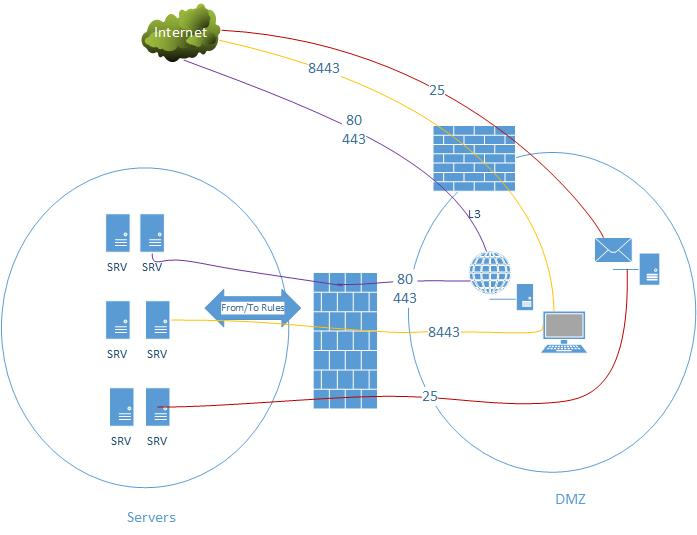 Internet
8443
25
80
443
L3
SRV SRV
80
From/To Rules
443
8443
SRV SRV
25
SRV SRV
DMZ
Servers